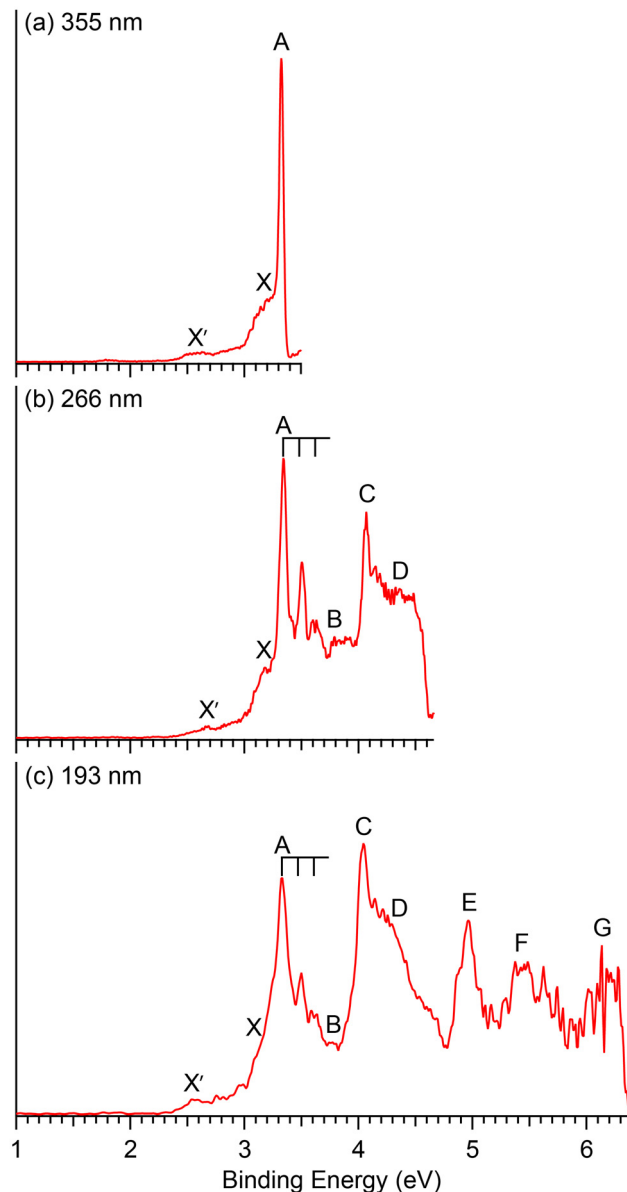 (a) 355 nm
A
X
X′
(b) 266 nm
A
C
D
B
X
X′
(c) 193 nm
A
C
D
E
F
G
X
B
X′
1 2 3 4 5 6
Binding Energy (eV)